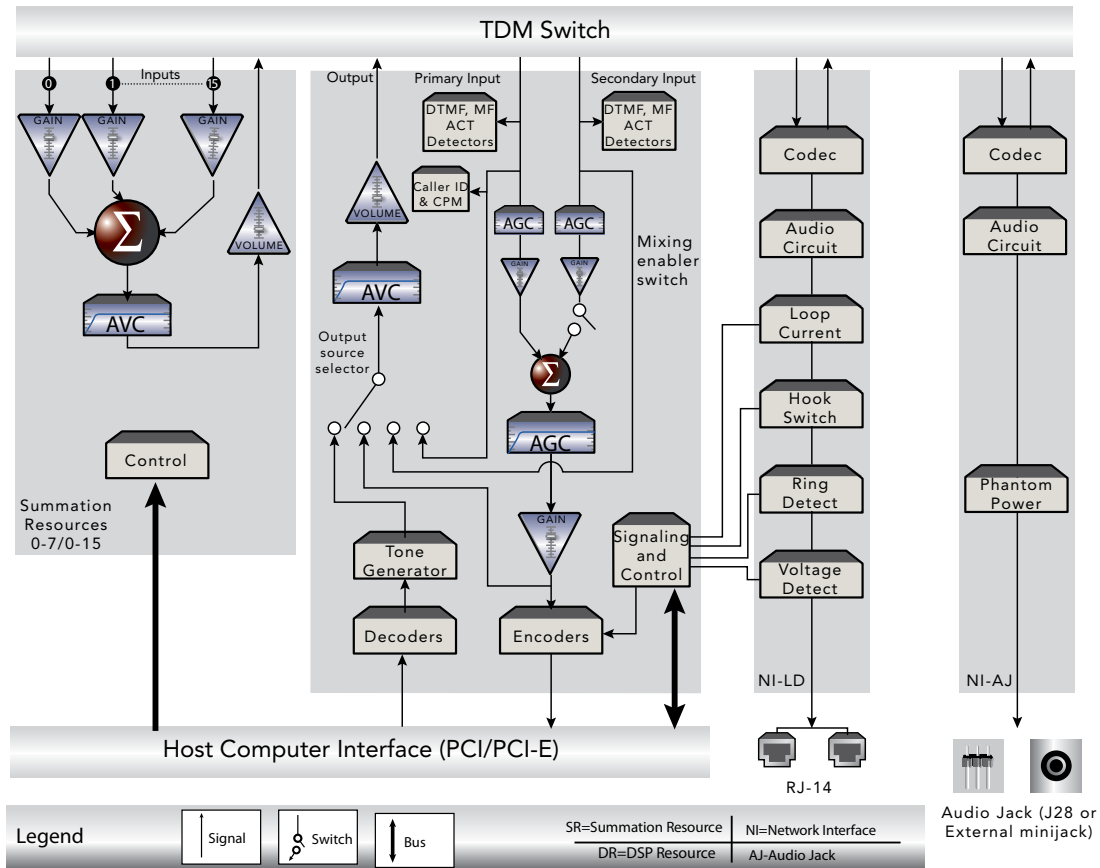 TDM Switch
Inputs
0
1
15
GAIN
GAIN
GAIN
Σ
VOLUME
AVC
Control
Summation
Resources
0-7/0-15
Output
Primary Input
Secondary Input
DTMF, MF
ACT
Detectors
DTMF, MF
ACT
Detectors
Caller ID
& CPM
VOLUME
AGC
AGC
GAIN
GAIN
Mixing
enabler
switch
AVC
Output
source
selector
Σ
AGC
GAIN
Tone
Generator
Signaling
and
Control
Decoders
Encoders
Codec
Audio
Circuit
Loop
Current
Hook
Switch
Ring
Detect
Voltage
Detect
NI-LD
Codec
Audio
Circuit
Phantom
Power
NI-AJ
Host Computer Interface (PCI/PCI-E)
RJ-14
Audio Jack (J28 or
External minijack)
Legend
Signal
Switch
Bus
SR=Summation Resource
NI=Network Interface
DR=DSP Resource
AJ-Audio Jack